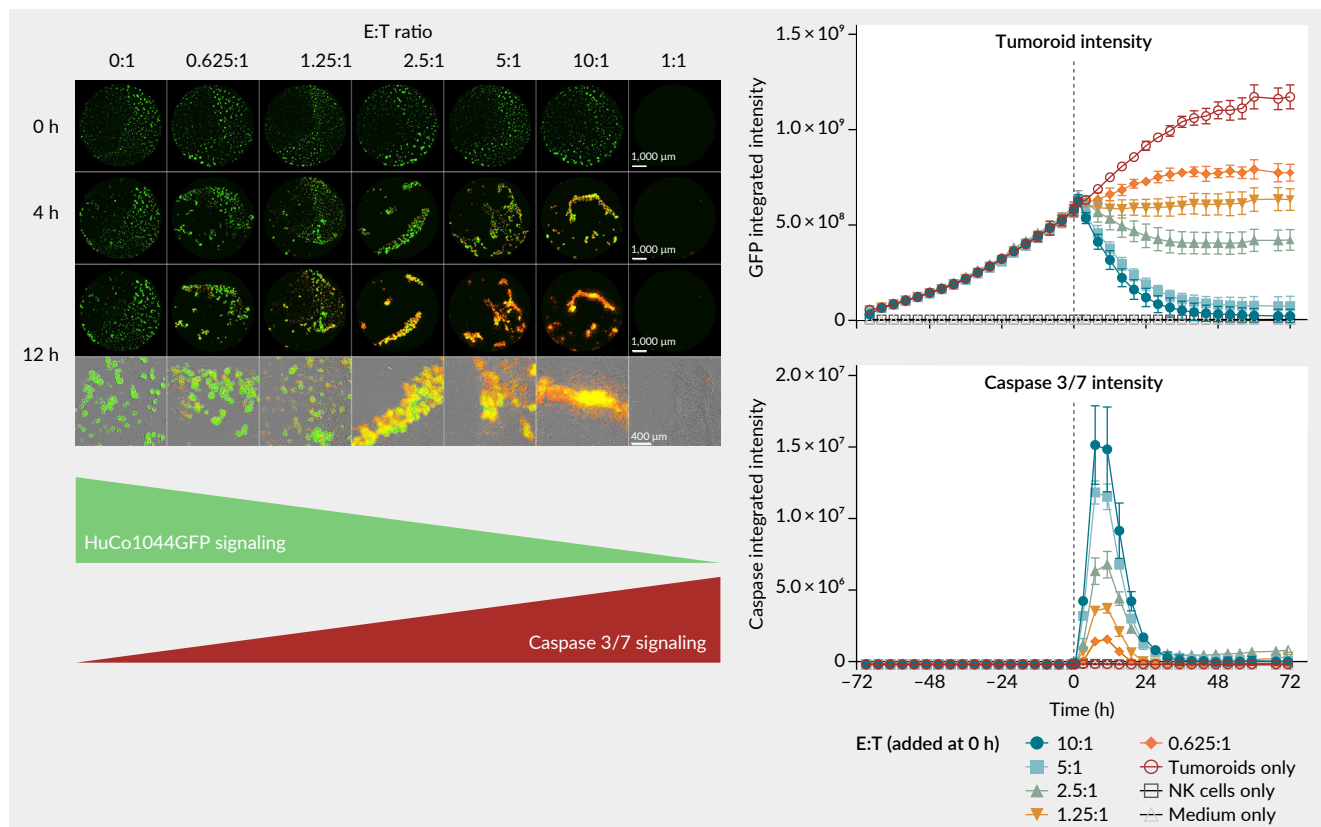 E:T ratio
0:1 0.625:1 1.25:1 2.5:1 5:1 10:1 1:1
0 h
1,000 µm
4 h
1,000 µm
1,000 µm
12 h
400 µm
HuCo1044GFP signaling
Caspase 3/7 signaling
Tumoroid intensity
GFP integrated intensity
1.5 × 10⁹
1.0 × 10⁹
5.0 × 10⁸
0
Caspase 3/7 intensity
Caspase integrated intensity
2.0 × 10⁷
1.5 × 10⁷
1.0 × 10⁷
5.0 × 10⁶
0
−72 −48 −24 0 24 48 72
Time (h)
E:T (added at 0 h)
10:1
5:1
2.5:1
1.25:1
0.625:1
Tumoroids only
NK cells only
Medium only